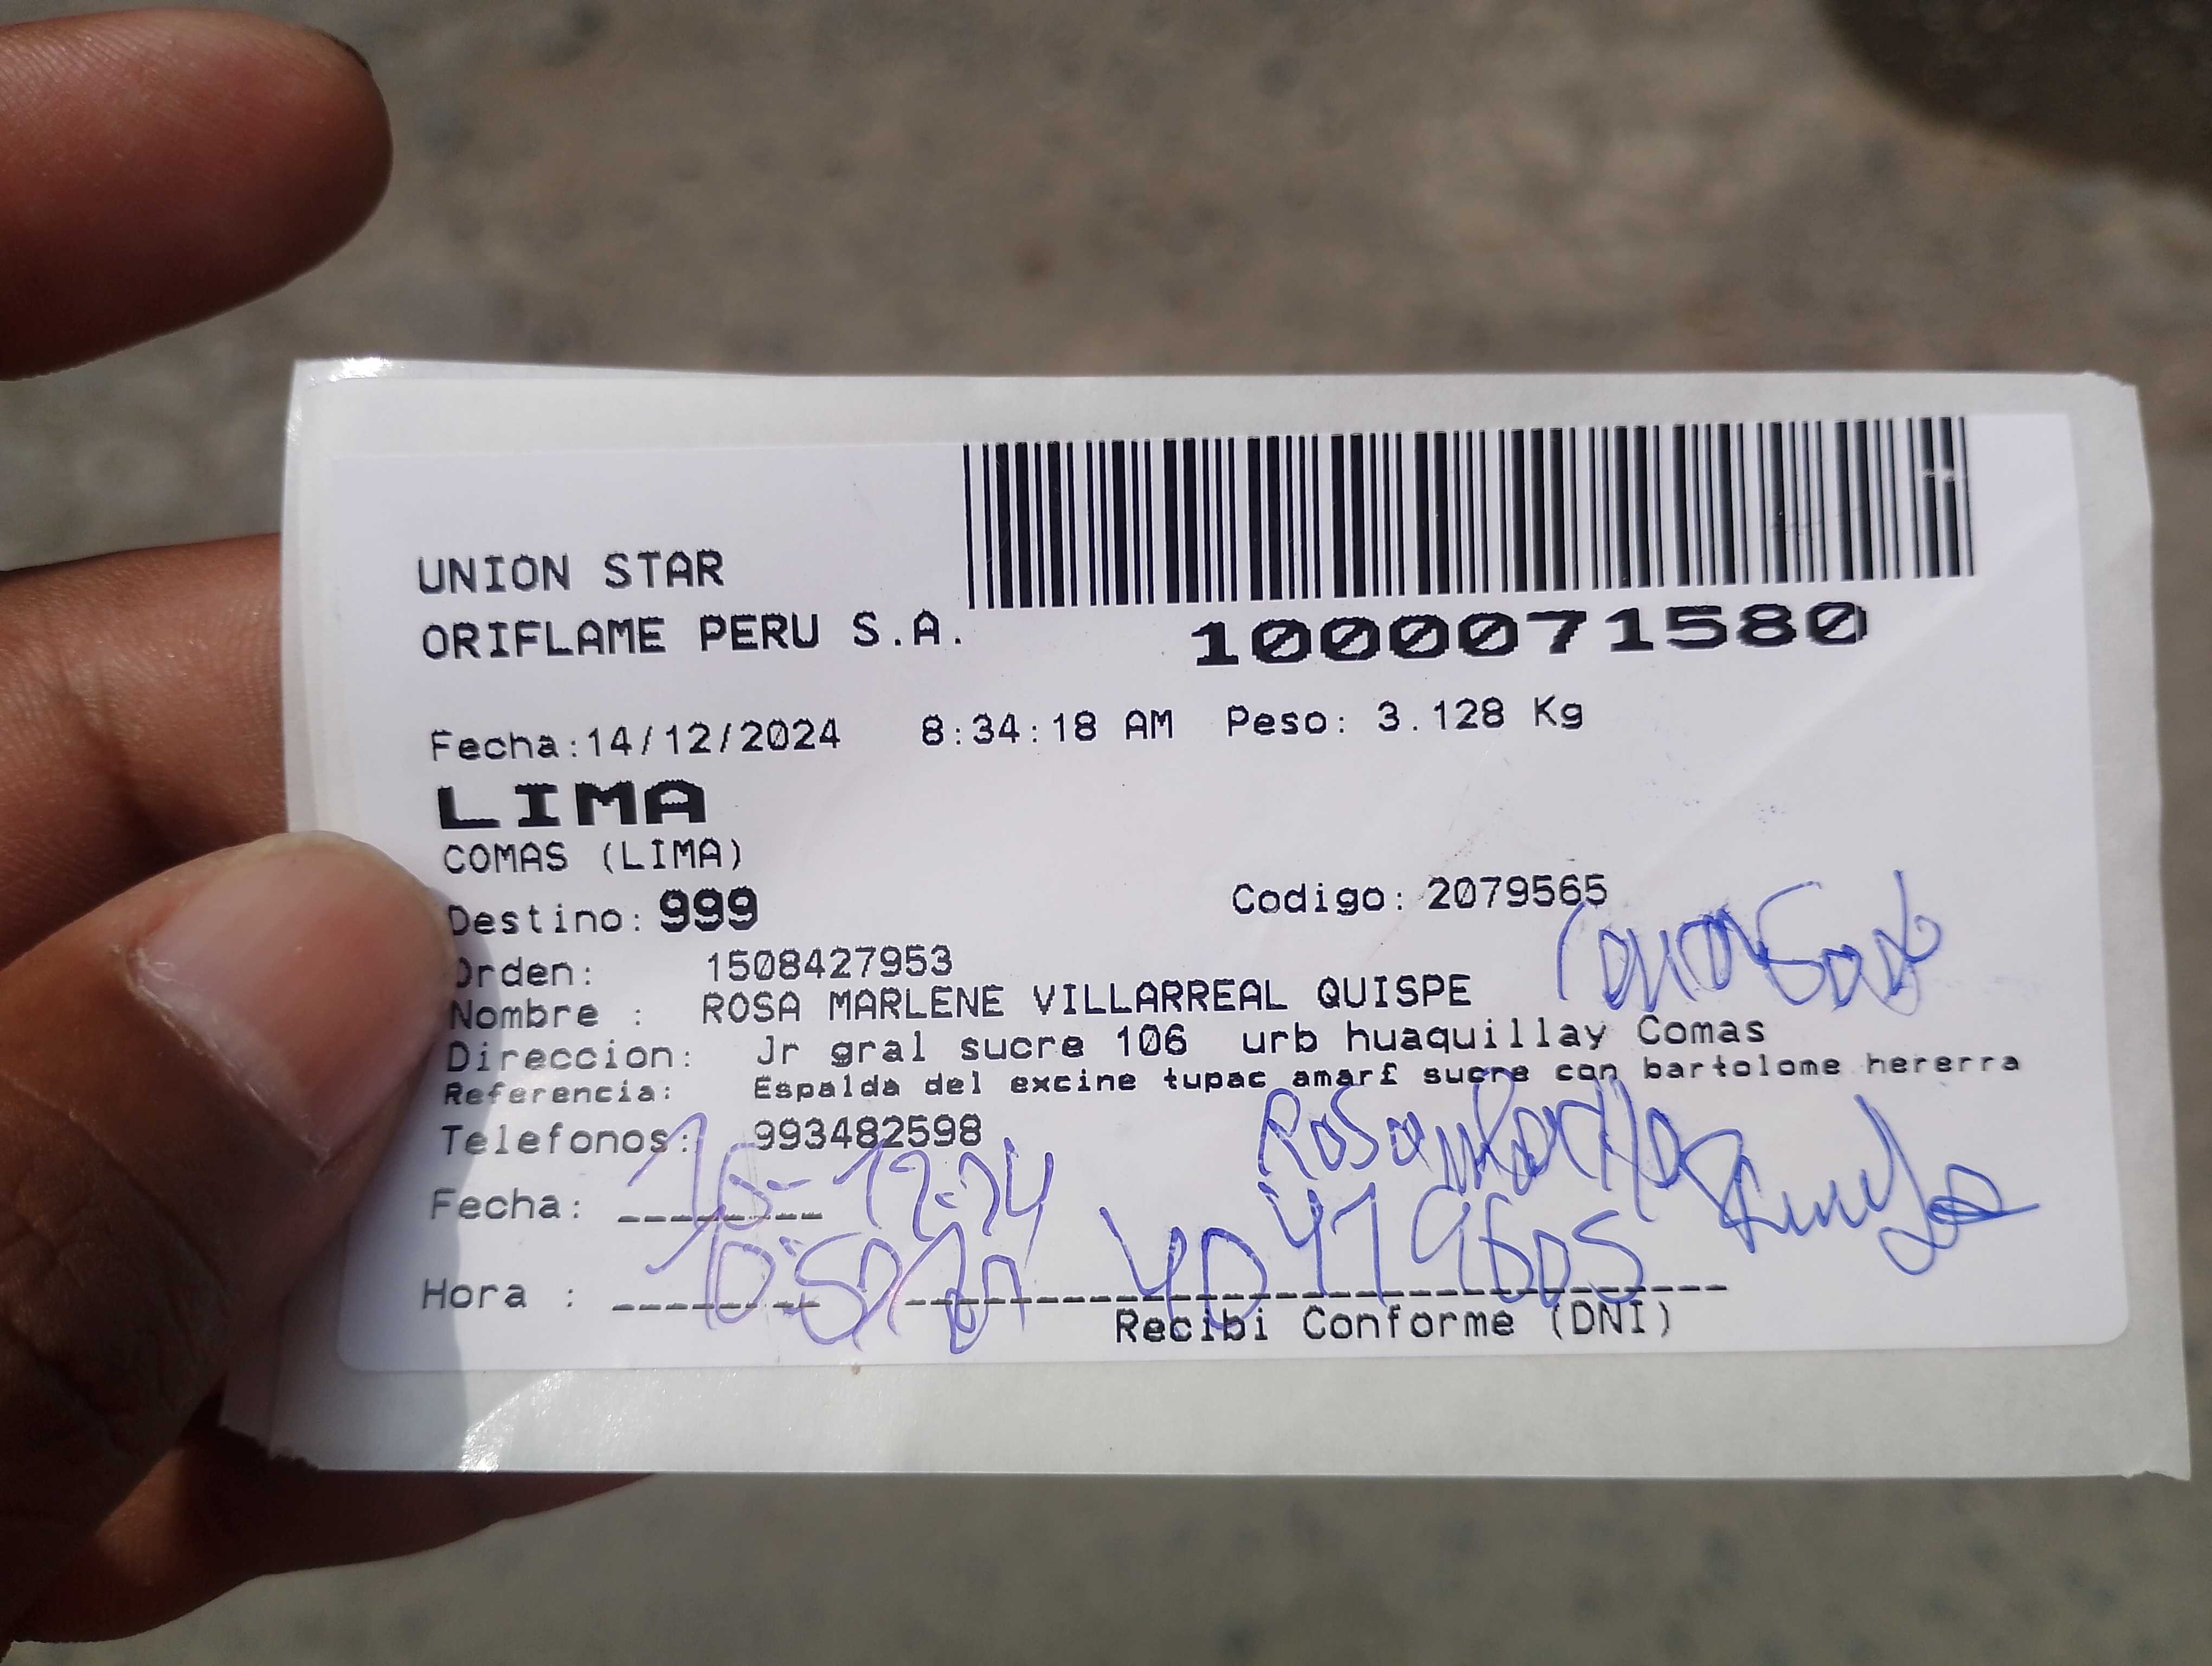 UNION STAR
ORIFLAME PERU S.A.
1000071580
Fecha:14/12/2024 8:34:18 AM Peso: 3.128 Kg
LIMA
COMAS (LIMA)
Destino: 999 Codigo: 2079565
Orden: 1508427953
Nombre : ROSA MARLENE VILLARREAL QUISPE
Direccion: Jr gral sucre 106 urb huaquillay Comas
Referencia: Espalda del excine tupac amar£ sucre con bartolome hererra
Telefonos: 993482598
Rosa
Fecha:
Hora :
Recibi Conforme (DNI)